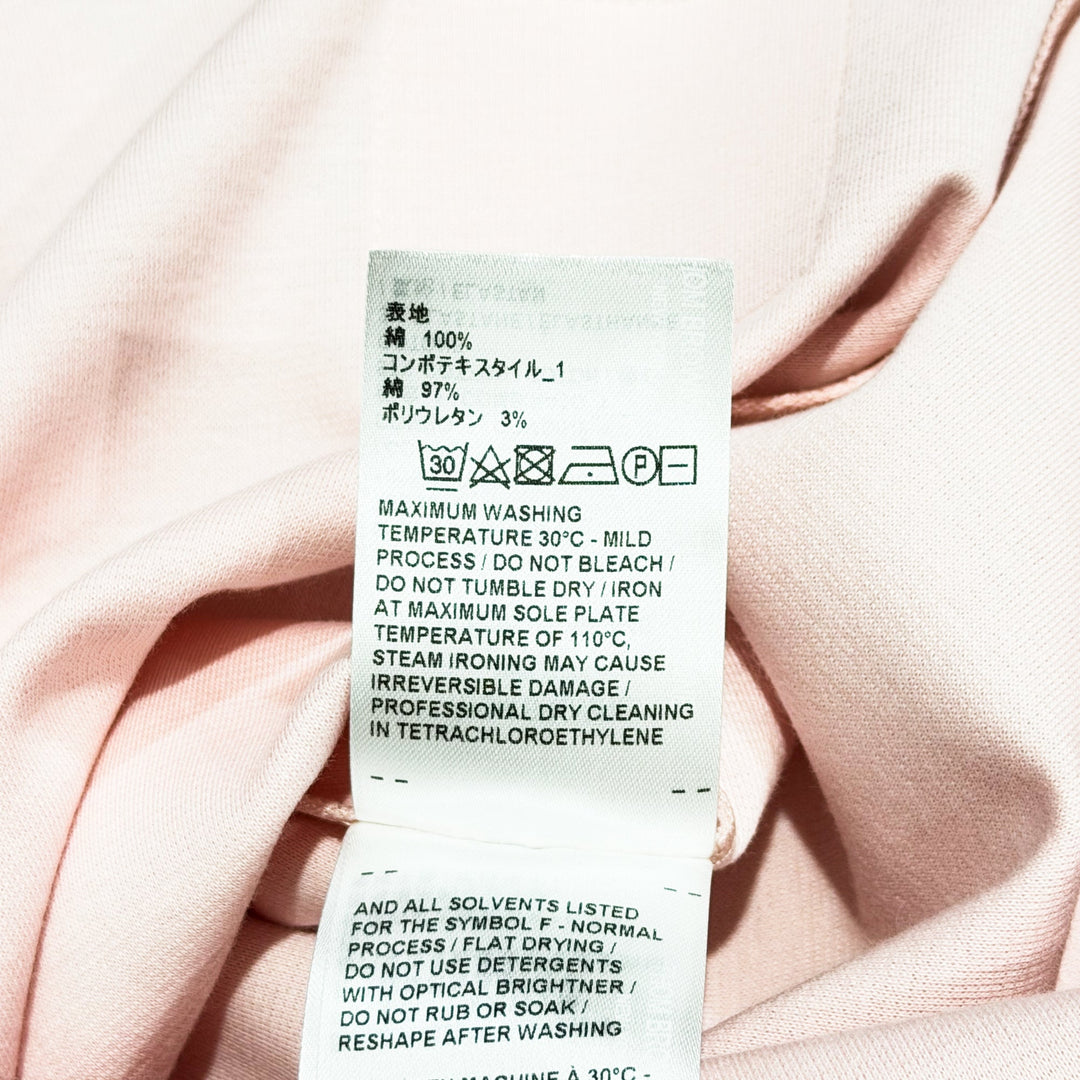 表地
綿 100%
コンポテキスタイル_1
綿 97%
ポリウレタン 3%
30 P
MAXIMUM WASHING
TEMPERATURE 30°C - MILD
PROCESS / DO NOT BLEACH /
DO NOT TUMBLE DRY / IRON
AT MAXIMUM SOLE PLATE
TEMPERATURE OF 110°C,
STEAM IRONING MAY CAUSE
IRREVERSIBLE DAMAGE /
PROFESSIONAL DRY CLEANING
IN TETRACHLOROETHYLENE
AND ALL SOLVENTS LISTED
FOR THE SYMBOL F - NORMAL
PROCESS / FLAT DRYING /
DO NOT USE DETERGENTS
WITH OPTICAL BRIGHTNER /
DO NOT RUB OR SOAK /
RESHAPE AFTER WASHING
MACHINE À 30°C -